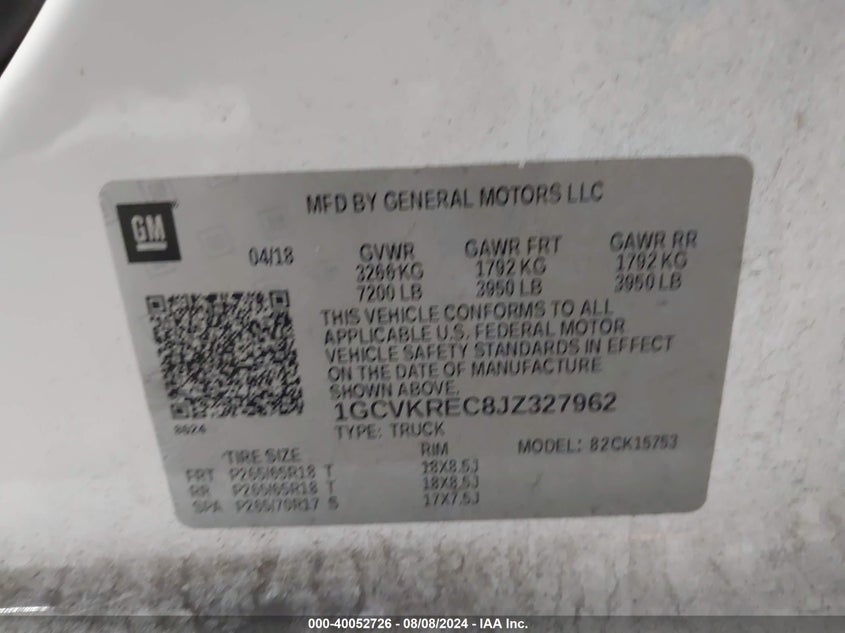 MFD BY GENERAL MOTORS LLC
GM
04/18
GVWR GAWR FRT GAWR RR
3266 KG 1792 KG 1792 KG
7200 LB 3950 LB 3950 LB
THIS VEHICLE CONFORMS TO ALL
APPLICABLE U.S. FEDERAL MOTOR
VEHICLE SAFETY STANDARDS IN EFFECT
ON THE DATE OF MANUFACTURE
SHOWN ABOVE.
1GCVKREC8JZ327962
8624
TYPE: TRUCK
MODEL: 82CK15753
TIRE SIZE RIM
FRT P265/65R18 T 18X8.5J
RR P265/65R18 T 18X8.5J
SPA P265/70R17 S 17X7.5J
000-40052726 - 08/08/2024 - IAA Inc.